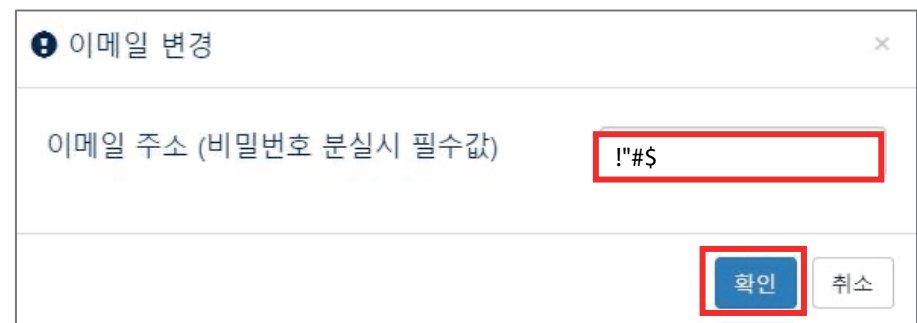 이메일 변경 ×
이메일 주소 (비밀번호 분실시 필수값) !"#$
확인 취소